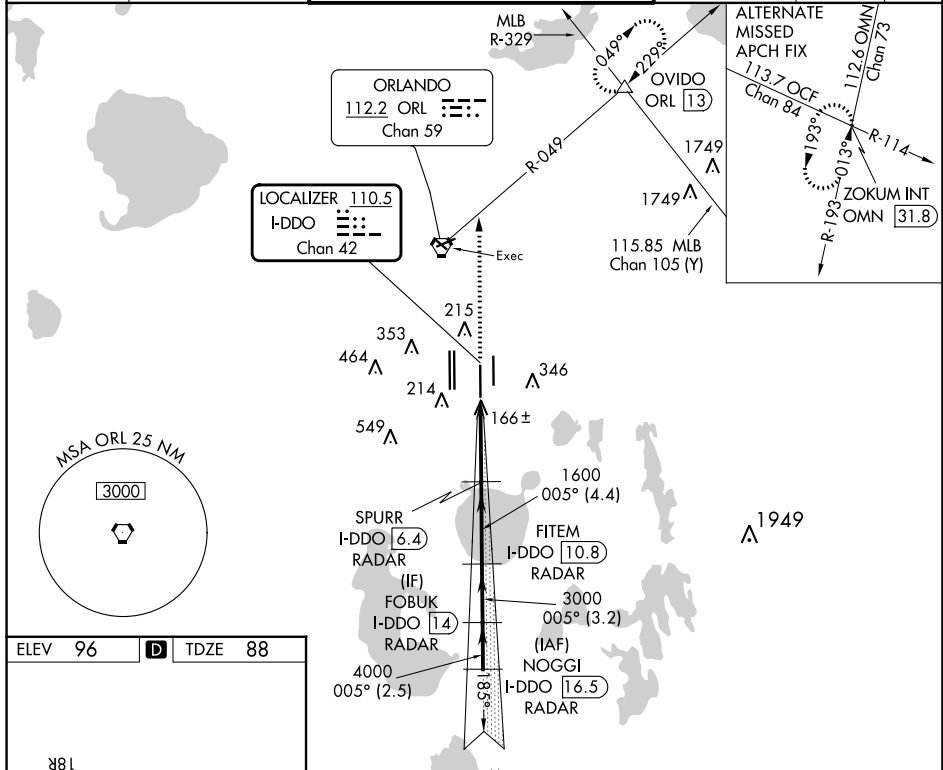 MLB
R-329
049°
229°
OVIDO
ORL 13
ALTERNATE
MISSED
APCH FIX
112.6 OMN
Chan 73
113.7 OCF
Chan 84
193°
013°
R-114
R-193
ZOKUM INT
OMN 31.8
ORLANDO
112.2 ORL
Chan 59
R-049
1749
1749
LOCALIZER 110.5
I-DDO
Chan 42
Exec
115.85 MLB
Chan 105 (Y)
215
353
464
346
214
166±
549
MSA ORL 25 NM
3000
1600
005° (4.4)
SPURR
I-DDO 6.4
RADAR
FITEM
I-DDO 10.8
RADAR
1949
(IF)
FOBUK
I-DDO 14
RADAR
3000
005° (3.2)
(IAF)
NOGGI
I-DDO 16.5
RADAR
4000
005° (2.5)
185°
ELEV 96 D TDZE 88
18R